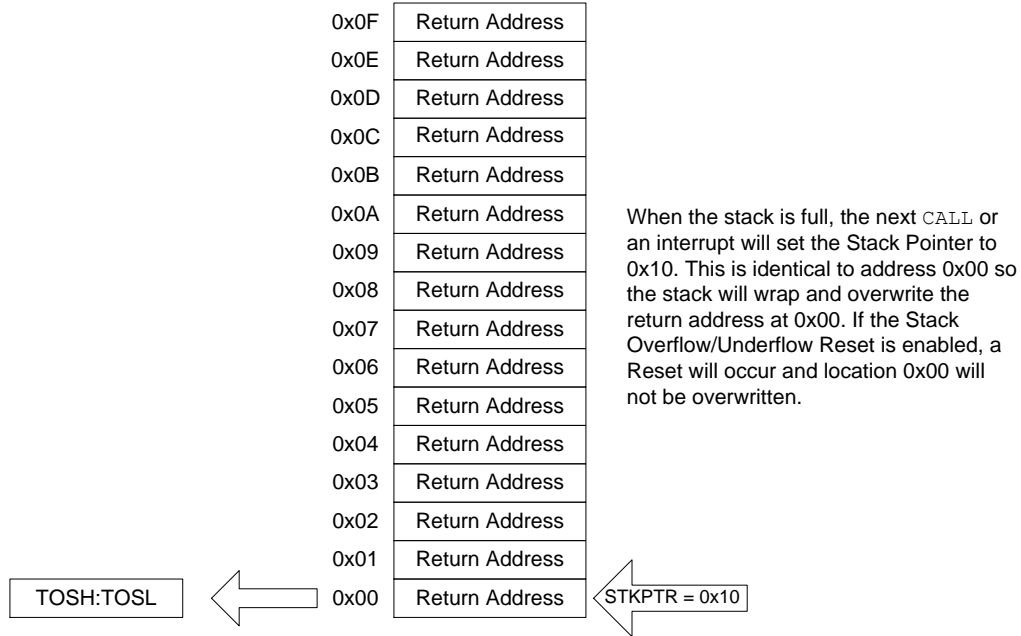 0x0F Return Address
0x0E Return Address
0x0D Return Address
0x0C Return Address
0x0B Return Address
0x0A Return Address
0x09 Return Address
0x08 Return Address
0x07 Return Address
0x06 Return Address
0x05 Return Address
0x04 Return Address
0x03 Return Address
0x02 Return Address
0x01 Return Address
TOSH:TOSL 0x00 Return Address STKPTR = 0x10
When the stack is full, the next CALL or
an interrupt will set the Stack Pointer to
0x10. This is identical to address 0x00 so
the stack will wrap and overwrite the
return address at 0x00. If the Stack
Overflow/Underflow Reset is enabled, a
Reset will occur and location 0x00 will
not be overwritten.